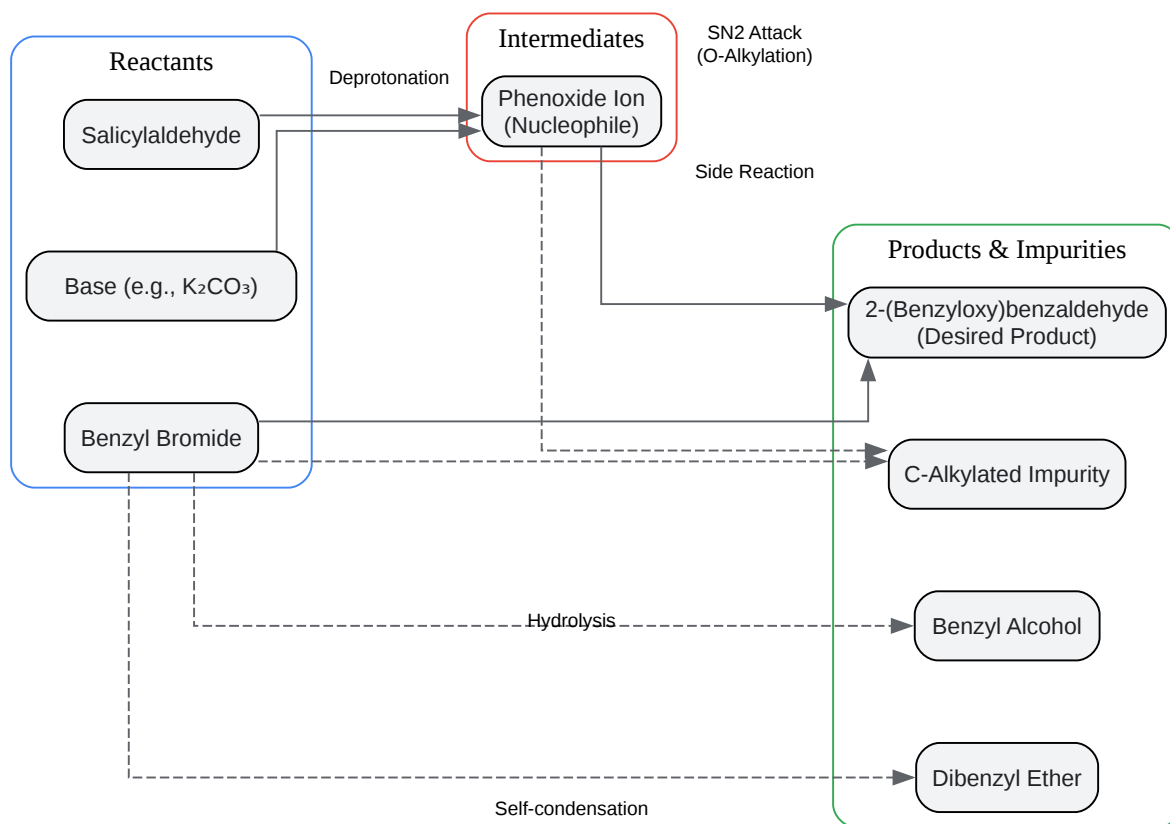 Reactants
Salicylaldehyde
Base (e.g., K₂CO₃)
Benzyl Bromide
Deprotonation
Intermediates
Phenoxide Ion
(Nucleophile)
SN2 Attack
(O-Alkylation)
Side Reaction
Products & Impurities
2-(Benzyloxy)benzaldehyde
(Desired Product)
C-Alkylated Impurity
Hydrolysis
Benzyl Alcohol
Dibenzyl Ether
Self-condensation